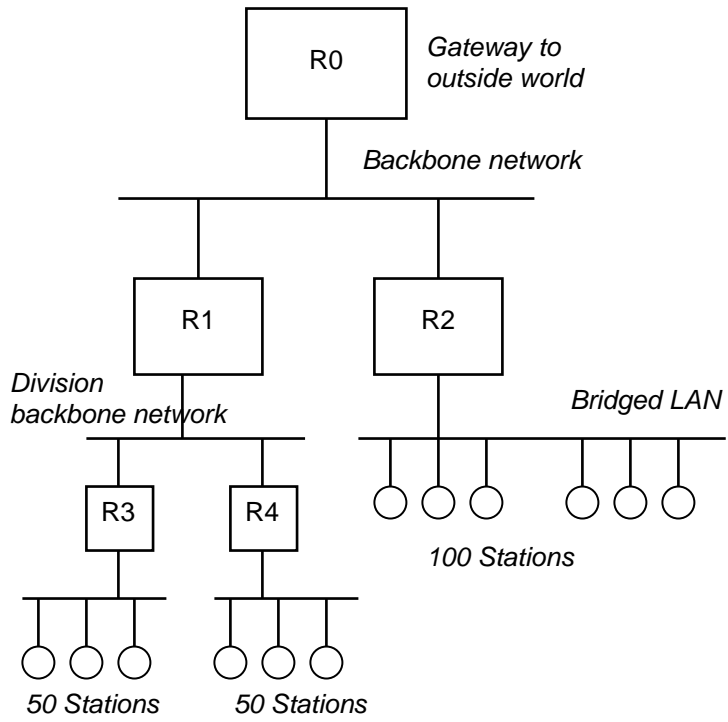 R0
Gateway to
outside world
Backbone network
R1
R2
Division
backbone network
Bridged LAN
R3
R4
100 Stations
50 Stations
50 Stations